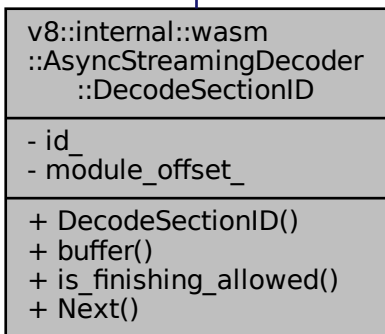 v8::internal::wasm
::AsyncStreamingDecoder
::DecodeSectionID
- id_
- module_offset_
+ DecodeSectionID()
+ buffer()
+ is_finishing_allowed()
+ Next()